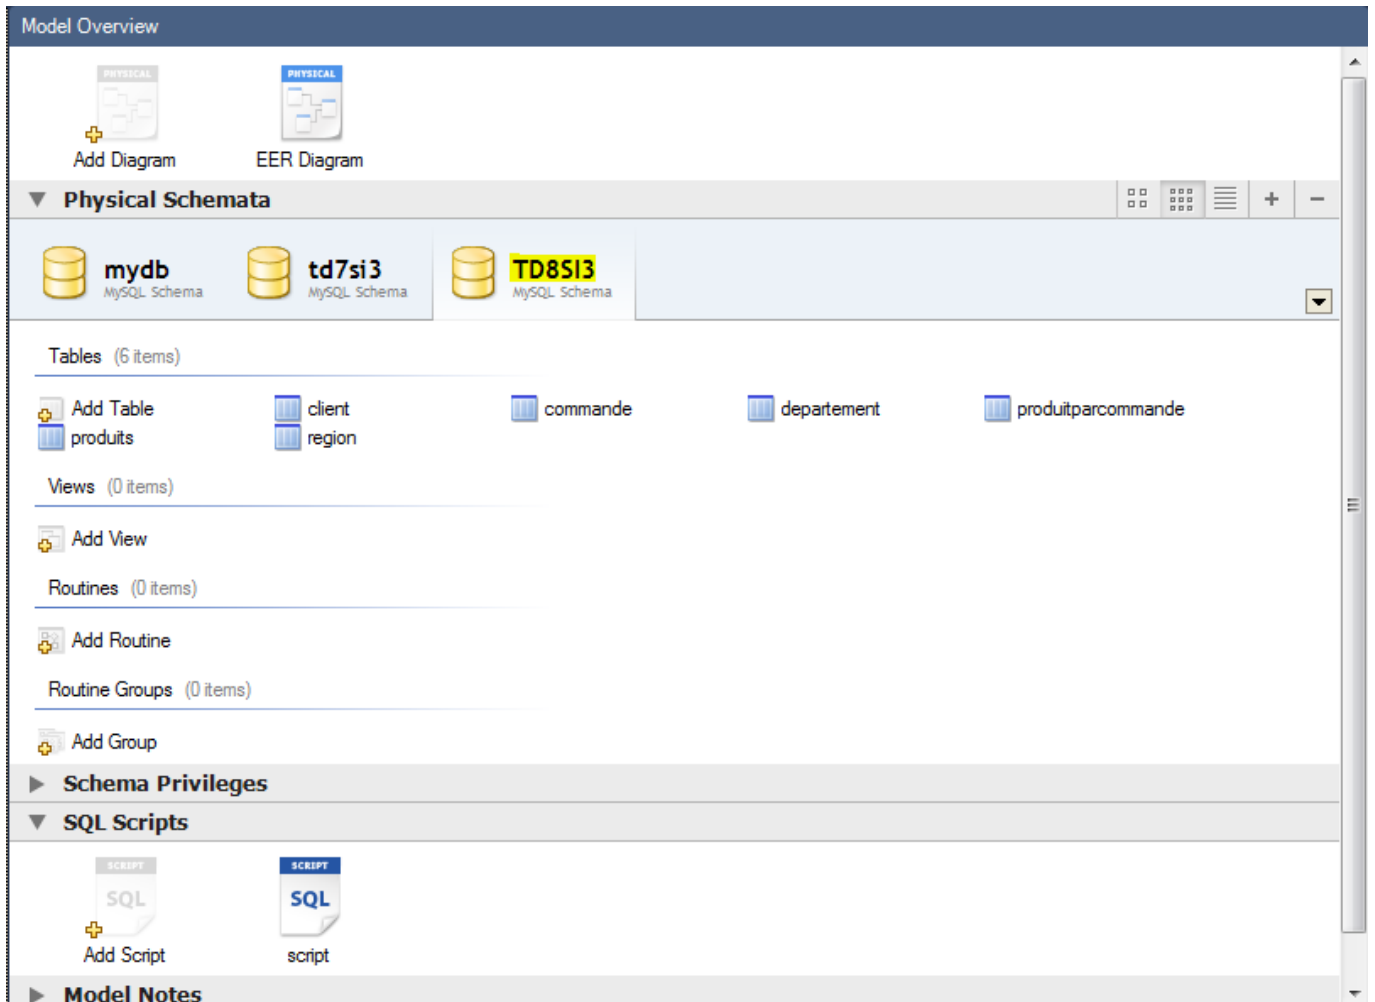 Model Overview
PHYSICAL PHYSICAL
Add Diagram EER Diagram
Physical Schemata
mydb td7si3 TD8SI3
MySQL Schema MySQL Schema MySQL Schema
Tables (6 items)
Add Table client commande departement produitparcommande
produits region
Views (0 items)
Add View
Routines (0 items)
Add Routine
Routine Groups (0 items)
Add Group
Schema Privileges
SQL Scripts
SCRIPT SCRIPT
SQL SQL
Add Script script
Model Notes